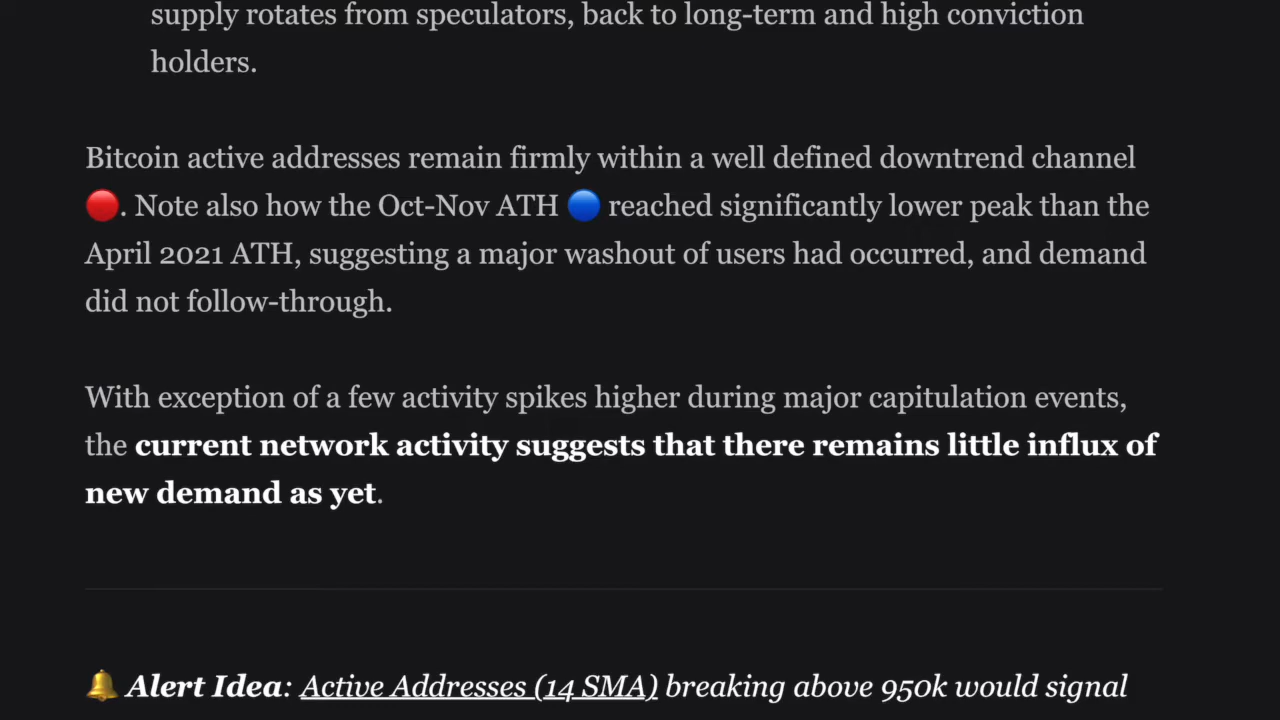 supply rotates from speculators, back to long-term and high conviction
holders.
Bitcoin active addresses remain firmly within a well defined downtrend channel
🔴. Note also how the Oct-Nov ATH 🔵 reached significantly lower peak than the
April 2021 ATH, suggesting a major washout of users had occurred, and demand
did not follow-through.
With exception of a few activity spikes higher during major capitulation events,
the current network activity suggests that there remains little influx of
new demand as yet.
🔔 Alert Idea: Active Addresses (14 SMA) breaking above 950k would signal